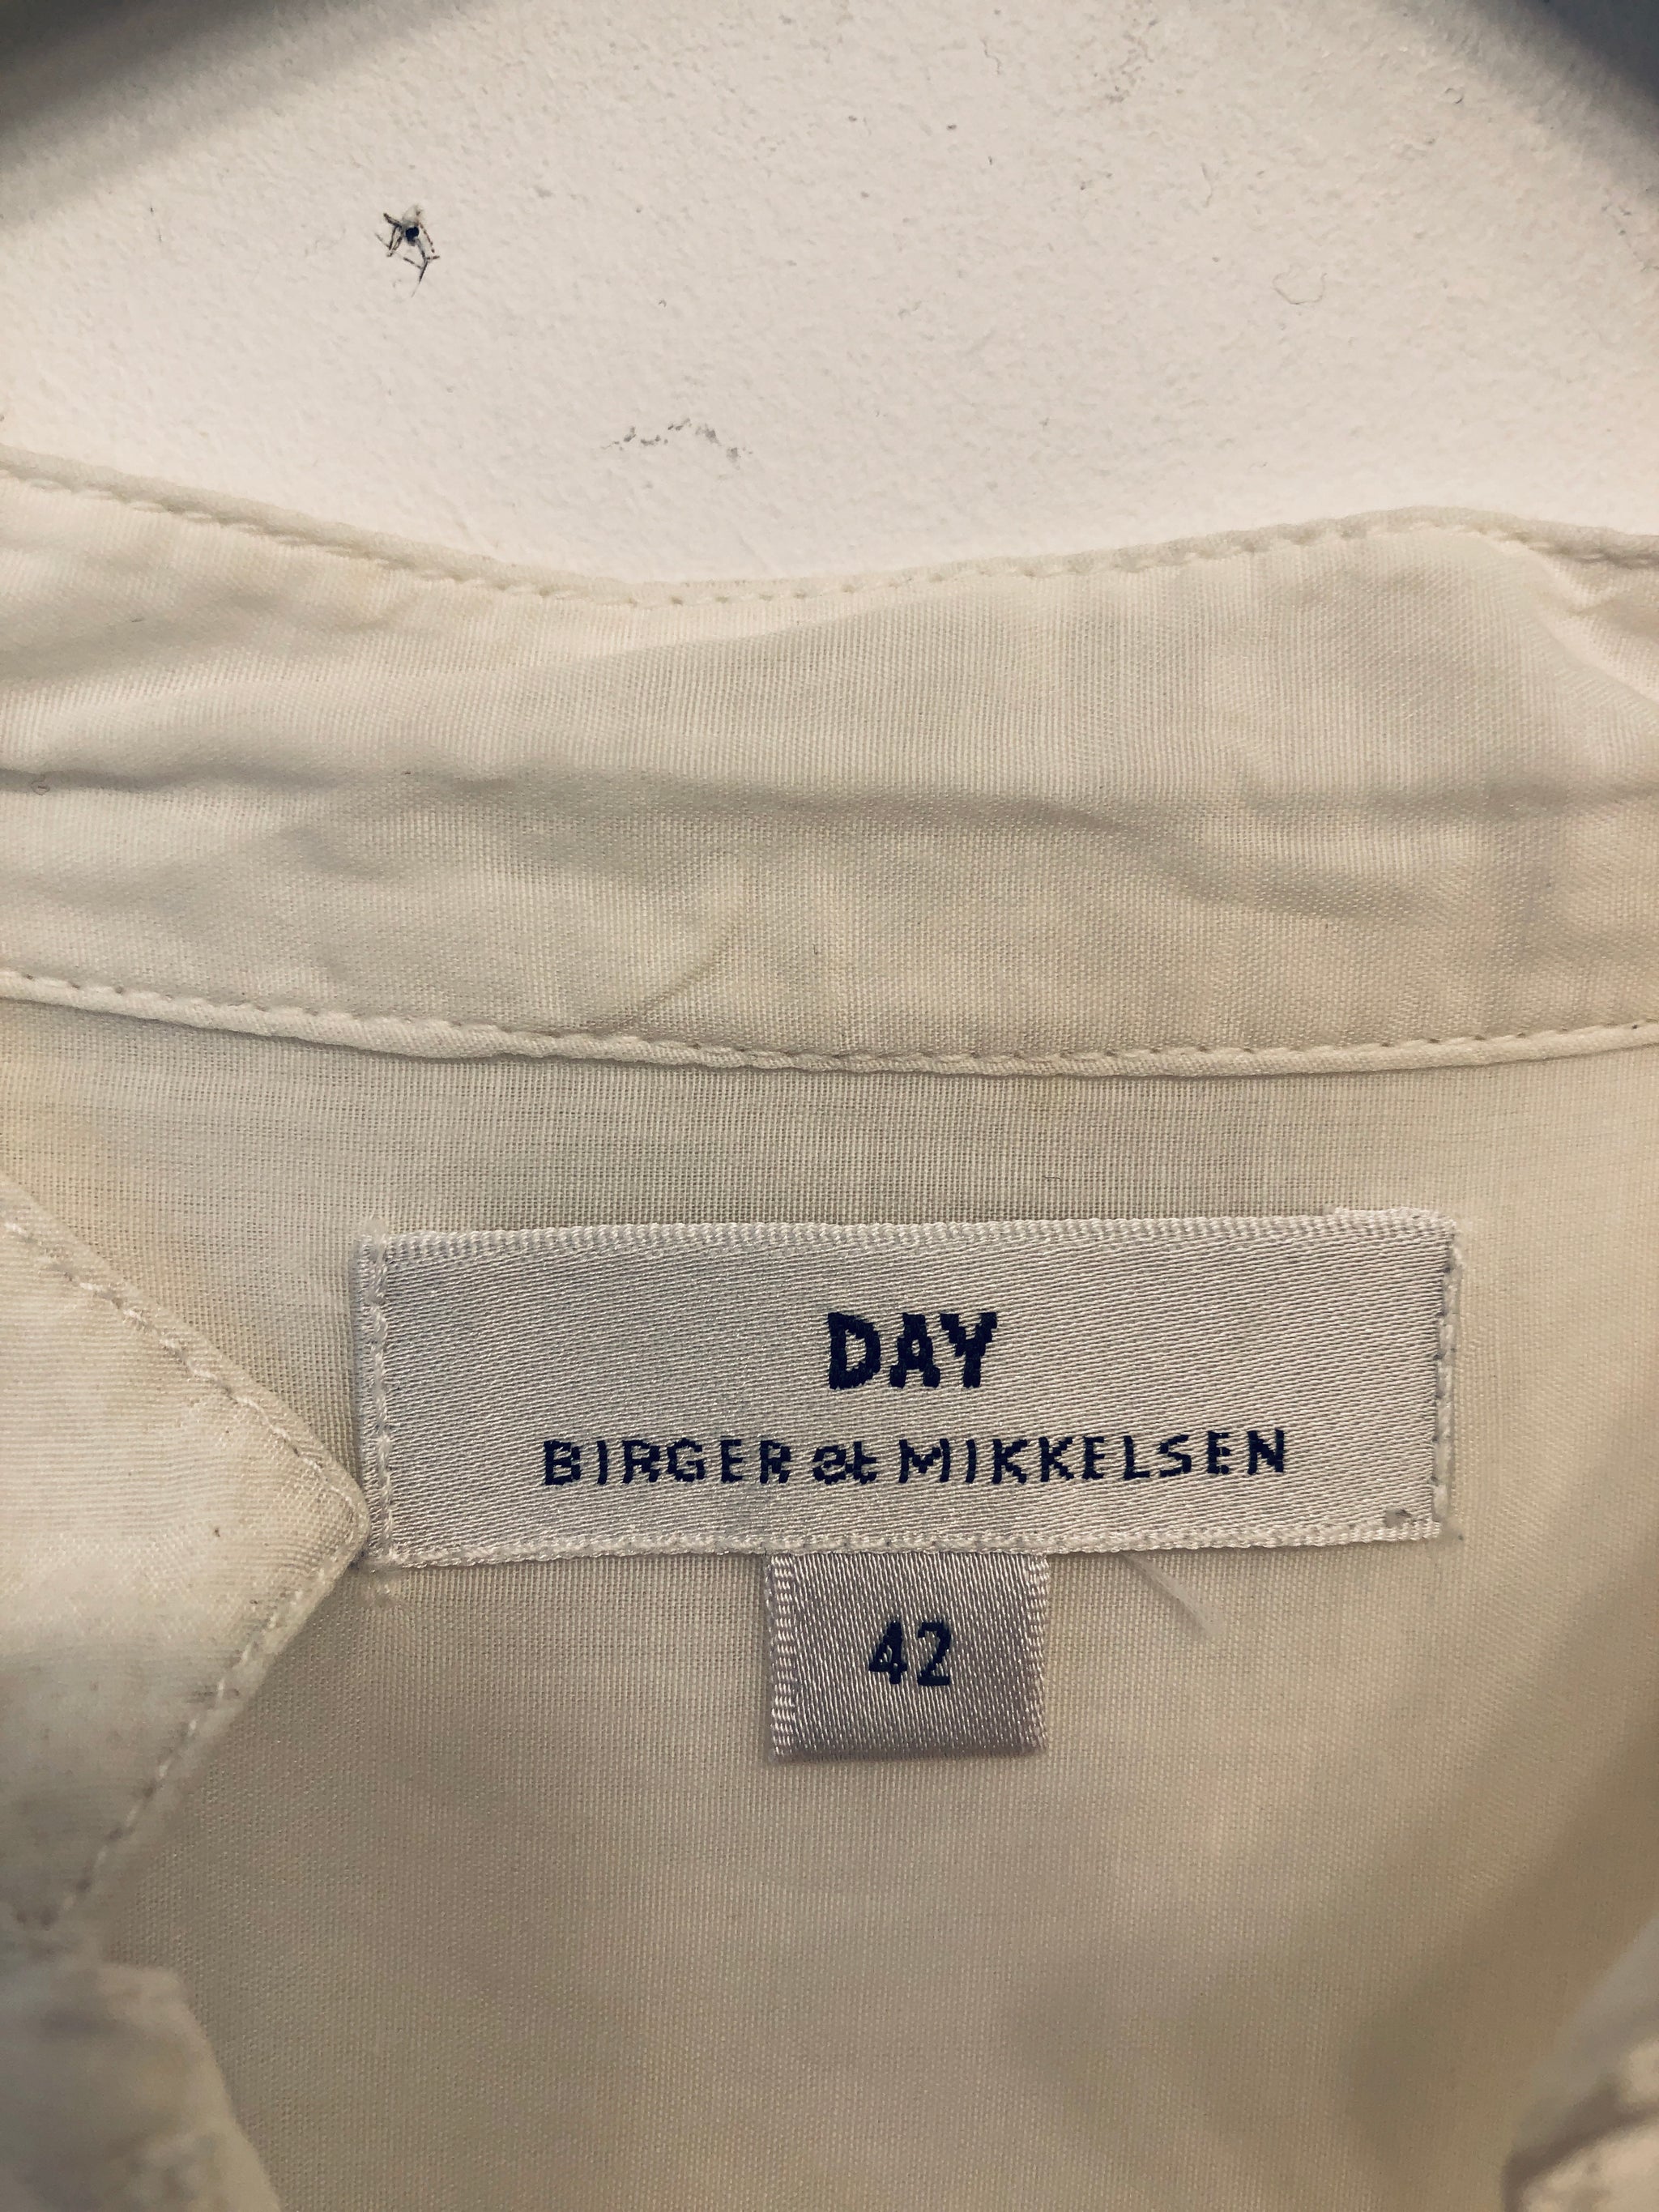 DAY
BIRGER et MIKKELSEN
42